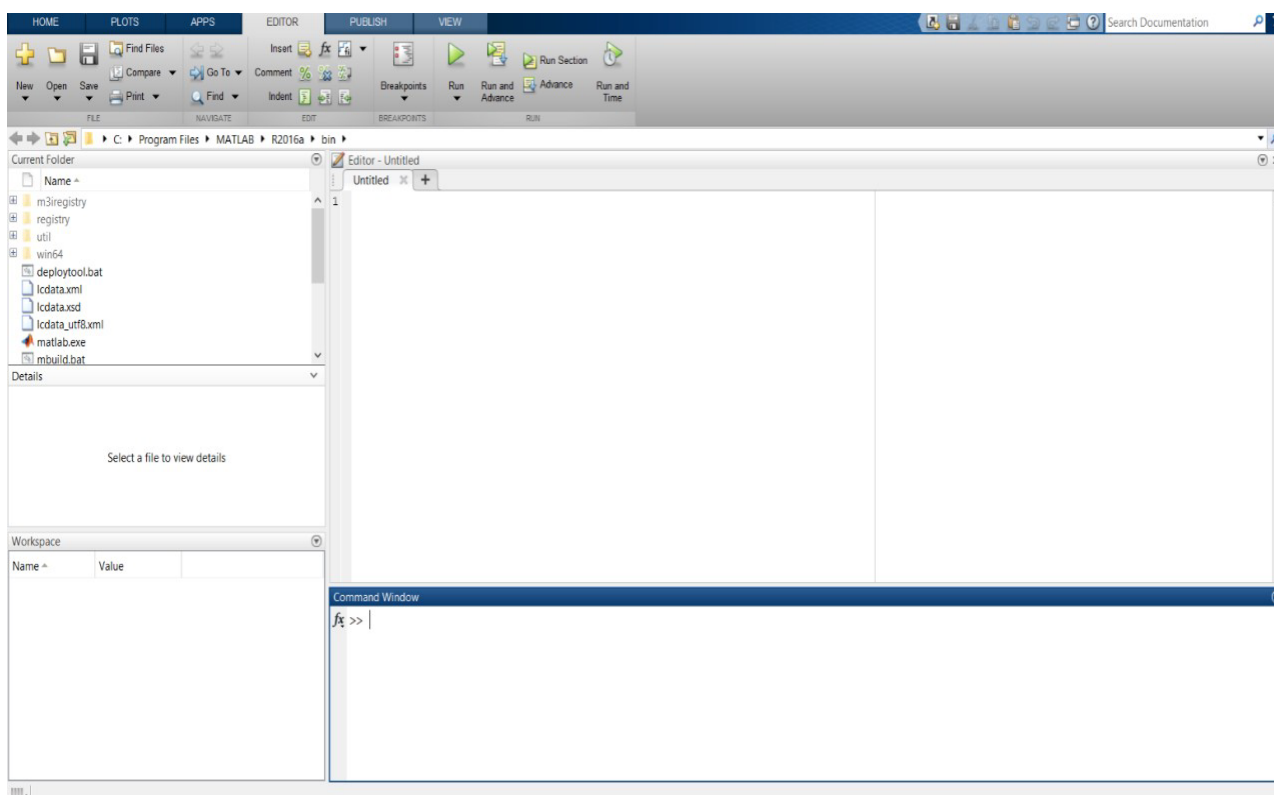 HOME PLOTS APPS EDITOR PUBLISH VIEW Search Documentation
Find Files Insert fx
Compare Go To Comment Run Section
New Open Save Print Find Indent Breakpoints Run Run and Advance Advance Run and Time
FILE NAVIGATE EDIT BREAKPOINTS RUN
C: Program Files MATLAB R2016a bin
Current Folder
Name
m3iregistry
registry
util
win64
deploytool.bat
lcdata.xml
lcdata.xsd
lcdata_utf8.xml
matlab.exe
mbuild.bat
Details
Select a file to view details
Workspace
Name Value
Editor - Untitled
Untitled
1
Command Window
fx >>